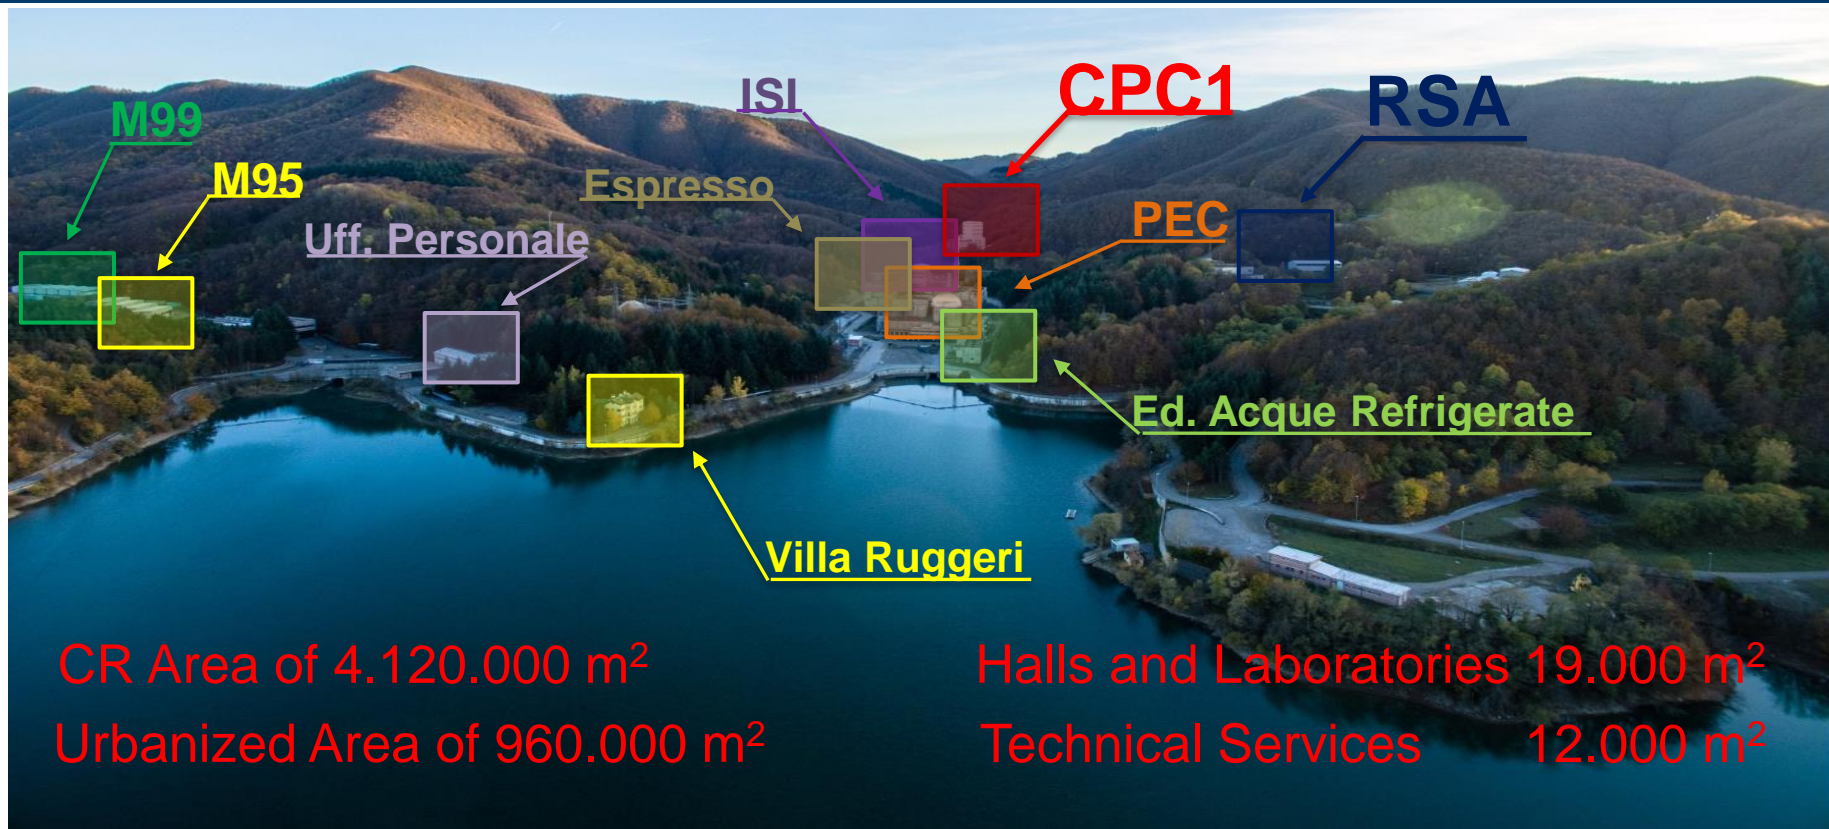 ISI
CPC1
RSA
M99
M95
Espresso
Uff. Personale
PEC
Ed. Acque Refrigerate
Villa Ruggeri
CR Area of 4.120.000 m²
Halls and Laboratories 19.000 m²
Urbanized Area of 960.000 m²
Technical Services 12.000 m²